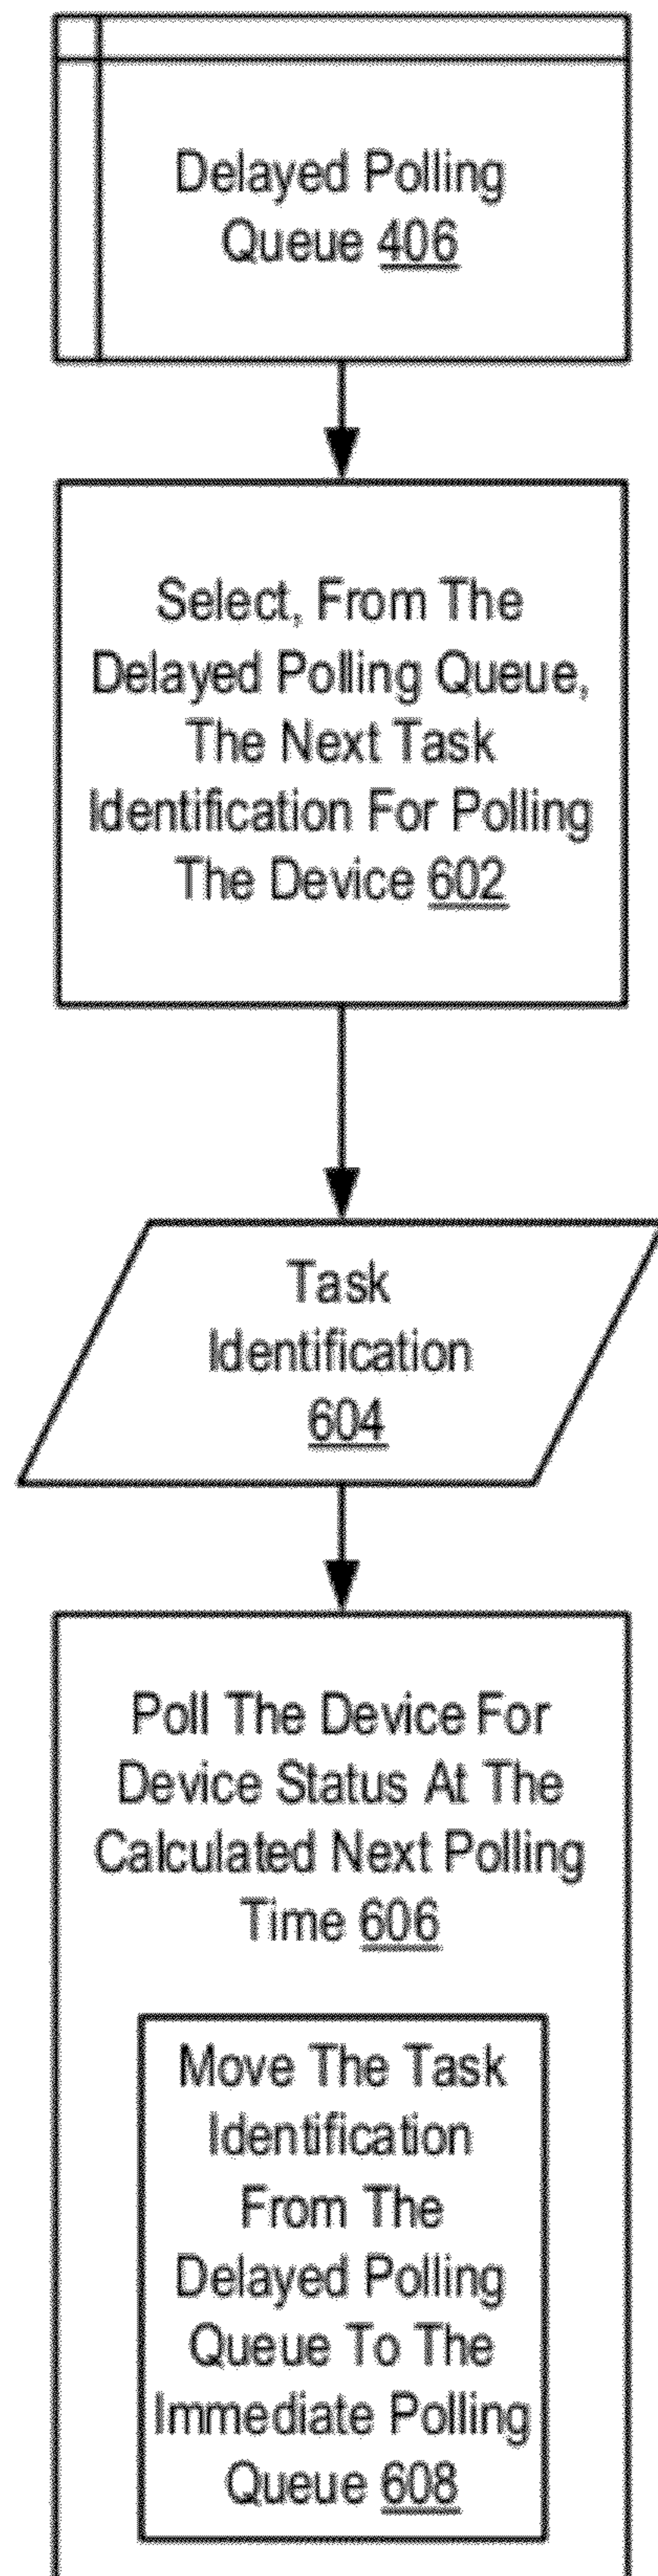 Delayed Polling
Queue 406
Select, From The
Delayed Polling Queue,
The Next Task
Identification For Polling
The Device 602
Task
Identification
604
Poll The Device For
Device Status At The
Calculated Next Polling
Time 606
Move The Task
Identification
From The
Delayed Polling
Queue To The
Immediate Polling
Queue 608